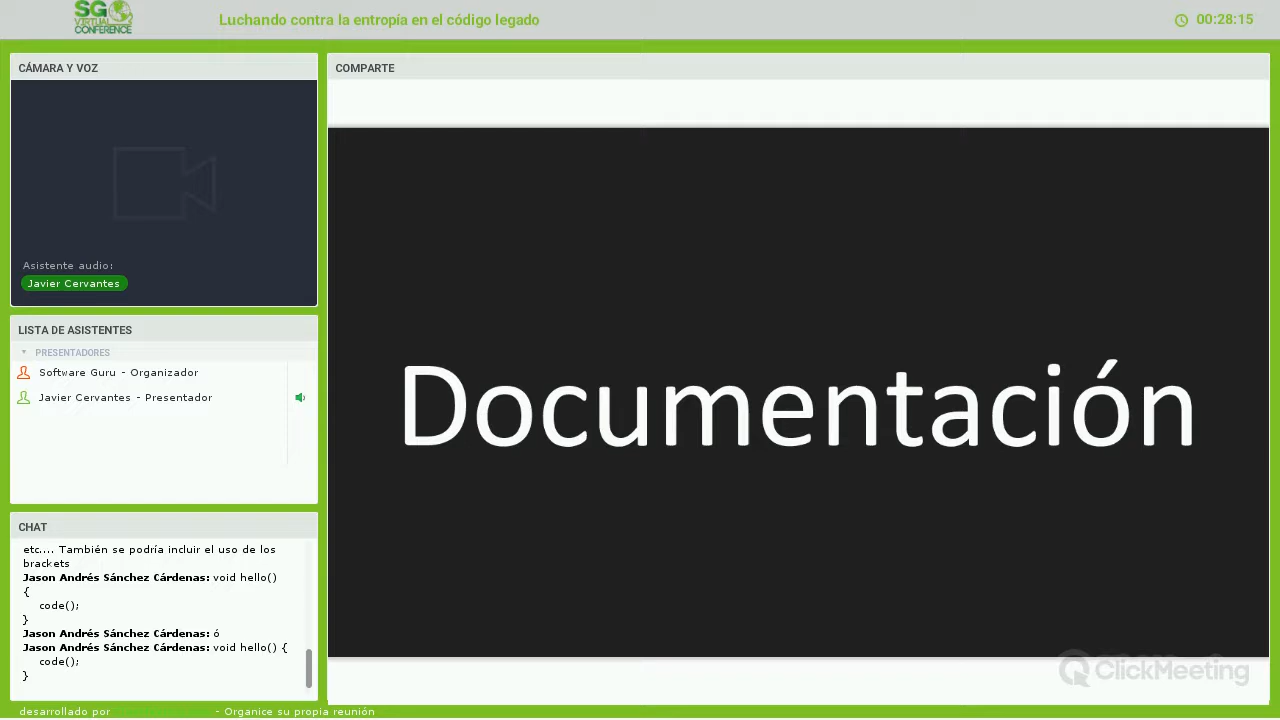 SG
VIRTUAL
CONFERENCE
Luchando contra la entropía en el código legado
00:28:15
CÁMARA Y VOZ
Asistente audio:
Javier Cervantes
LISTA DE ASISTENTES
PRESENTADORES
Software Guru - Organizador
Javier Cervantes - Presentador
CHAT
etc.... También se podría incluir el uso de los
brackets
Jason Andrés Sánchez Cárdenas: void hello()
{
code();
}
Jason Andrés Sánchez Cárdenas: ó
Jason Andrés Sánchez Cárdenas: void hello() {
code();
}
COMPARTE
Documentación
ClickMeeting
desarrollado por
- Organice su propia reunión